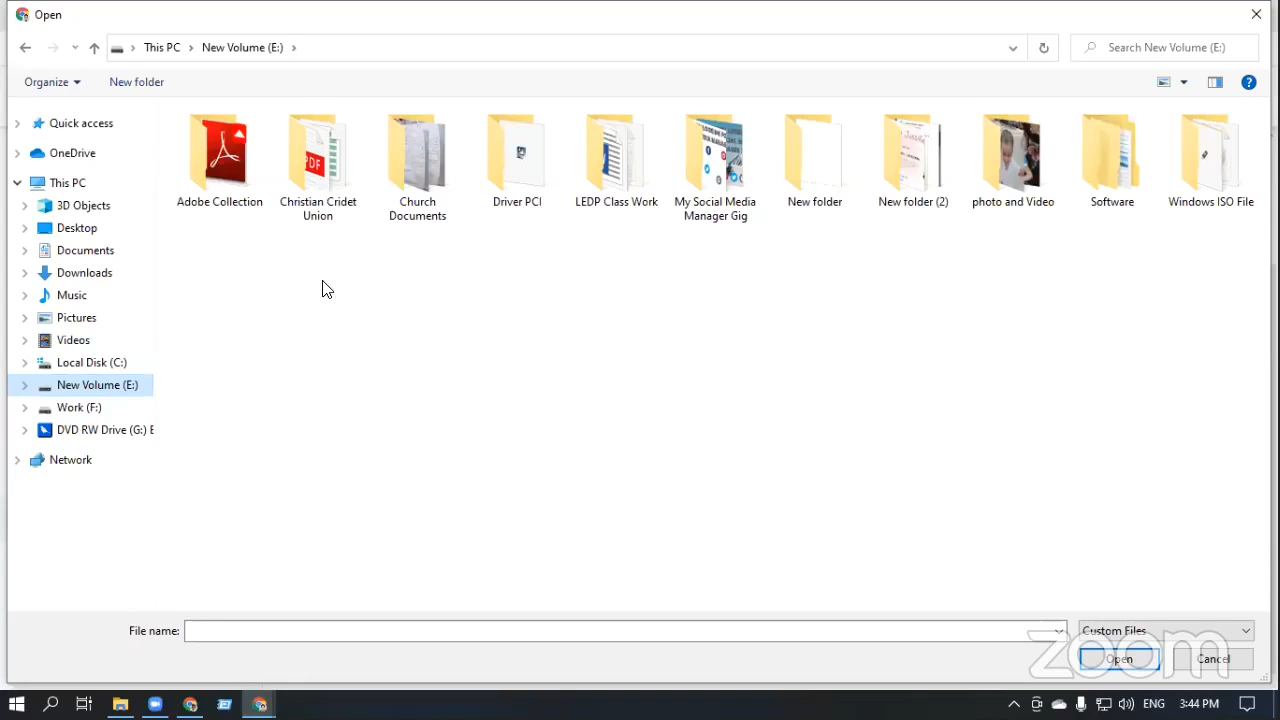 Open
This PC
New Volume (E:)
Search New Volume (E:)
Organize
New folder
Quick access
OneDrive
This PC
3D Objects
Desktop
Documents
Downloads
Music
Pictures
Videos
Local Disk (C:)
New Volume (E:)
Work (F:)
DVD RW Drive (G:) E
Network
Adobe Collection
Christian Cridet
Union
Church
Documents
Driver PCI
LEDP Class Work
My Social Media
Manager Gig
New folder
New folder (2)
photo and Video
Software
Windows ISO File
PDF
File name:
Custom Files
Open
Cancel
zoom
ENG
3:44 PM